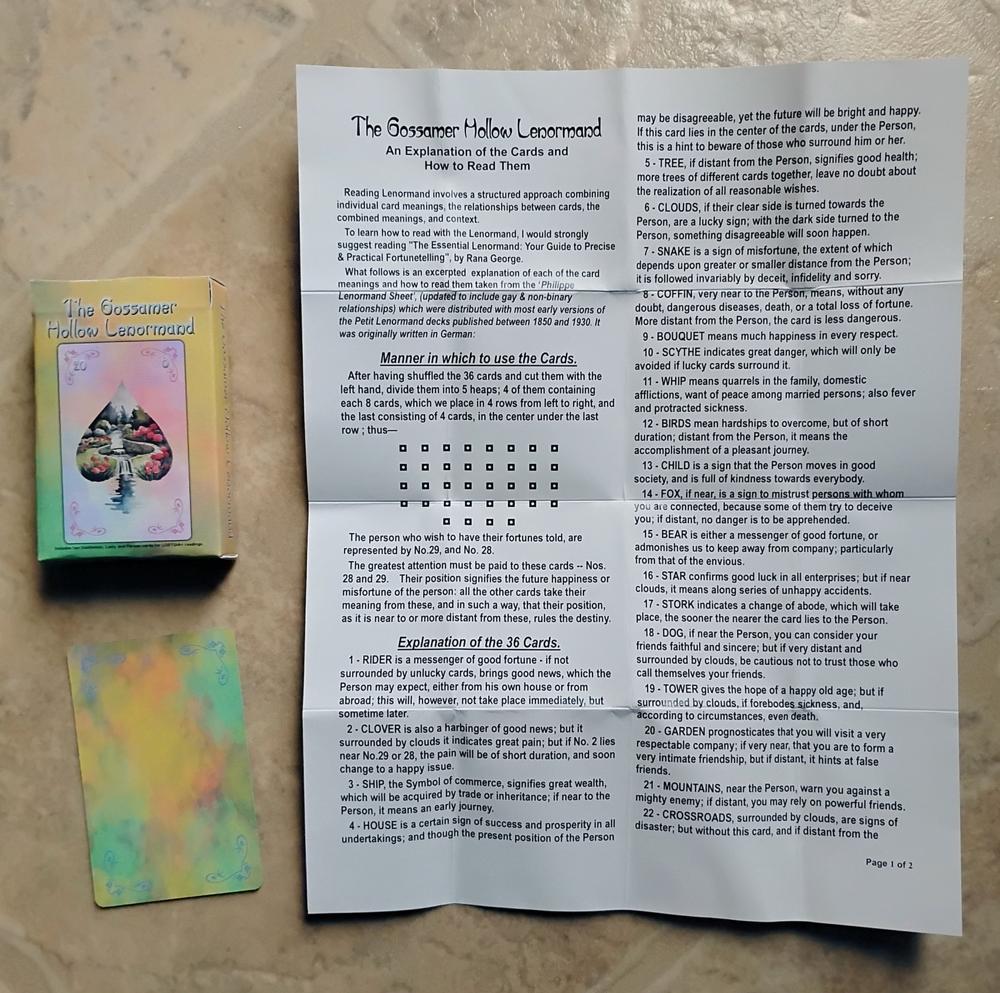 The Gossamer
Hollow Lenormand
20
The Gossamer Hollow Lenormand
An Explanation of the Cards and
How to Read Them
Reading Lenormand involves a structured approach combining
individual card meanings, the relationships between cards, the
combined meanings, and context.
To learn how to read with the Lenormand, I would strongly
suggest reading "The Essential Lenormand: Your Guide to Precise
& Practical Fortunetelling", by Rana George.
What follows is an excerpted explanation of each of the card
meanings and how to read them taken from the 'Philippe
Lenormand Sheet', (updated to include gay & non-binary
relationships) which were distributed with most early versions of
the Petit Lenormand decks published between 1850 and 1930. It
was originally written in German:
Manner in which to use the Cards.
After having shuffled the 36 cards and cut them with the
left hand, divide them into 5 heaps; 4 of them containing
each 8 cards, which we place in 4 rows from left to right, and
the last consisting of 4 cards, in the center under the last
row ; thus—
The person who wish to have their fortunes told, are
represented by No.29, and No. 28.
The greatest attention must be paid to these cards -- Nos.
28 and 29. Their position signifies the future happiness or
misfortune of the person: all the other cards take their
meaning from these, and in such a way, that their position,
as it is near to or more distant from these, rules the destiny.
Explanation of the 36 Cards.
1 - RIDER is a messenger of good fortune - if not
surrounded by unlucky cards, brings good news, which the
Person may expect, either from his own house or from
abroad; this will, however, not take place immediately, but
sometime later.
2 - CLOVER is also a harbinger of good news; but it
surrounded by clouds it indicates great pain; but if No. 2 lies
near No.29 or 28, the pain will be of short duration, and soon
change to a happy issue.
3 - SHIP, the Symbol of commerce, signifies great wealth,
which will be acquired by trade or inheritance; if near to the
Person, it means an early journey.
4 - HOUSE is a certain sign of success and prosperity in all
undertakings; and though the present position of the Person
may be disagreeable, yet the future will be bright and happy.
If this card lies in the center of the cards, under the Person,
this is a hint to beware of those who surround him or her.
5 - TREE, if distant from the Person, signifies good health;
more trees of different cards together, leave no doubt about
the realization of all reasonable wishes.
6 - CLOUDS, if their clear side is turned towards the
Person, are a lucky sign; with the dark side turned to the
Person, something disagreeable will soon happen.
7 - SNAKE is a sign of misfortune, the extent of which
depends upon greater or smaller distance from the Person;
it is followed invariably by deceit, infidelity and sorry.
8 - COFFIN, very near to the Person, means, without any
doubt, dangerous diseases, death, or a total loss of fortune.
More distant from the Person, the card is less dangerous.
9 - BOUQUET means much happiness in every respect.
10 - SCYTHE indicates great danger, which will only be
avoided if lucky cards surround it.
11 - WHIP means quarrels in the family, domestic
afflictions, want of peace among married persons; also fever
and protracted sickness.
12 - BIRDS mean hardships to overcome, but of short
duration; distant from the Person, it means the
accomplishment of a pleasant journey.
13 - CHILD is a sign that the Person moves in good
society, and is full of kindness towards everybody.
14 - FOX, if near, is a sign to mistrust persons with whom
you are connected, because some of them try to deceive
you; if distant, no danger is to be apprehended.
15 - BEAR is either a messenger of good fortune, or
admonishes us to keep away from company; particularly
from that of the envious.
16 - STAR confirms good luck in all enterprises; but if near
clouds, it means along series of unhappy accidents.
17 - STORK indicates a change of abode, which will take
place, the sooner the nearer the card lies to the Person.
18 - DOG, if near the Person, you can consider your
friends faithful and sincere; but if very distant and
surrounded by clouds, be cautious not to trust those who
call themselves your friends.
19 - TOWER gives the hope of a happy old age; but if
surrounded by clouds, if forebodes sickness, and,
according to circumstances, even death.
20 - GARDEN prognosticates that you will visit a very
respectable company; if very near, that you are to form a
very intimate friendship, but if distant, it hints at false
friends.
21 - MOUNTAINS, near the Person, warn you against a
mighty enemy; if distant, you may rely on powerful friends.
22 - CROSSROADS, surrounded by clouds, are signs of
disaster; but without this card, and if distant from the
Page 1 of 2